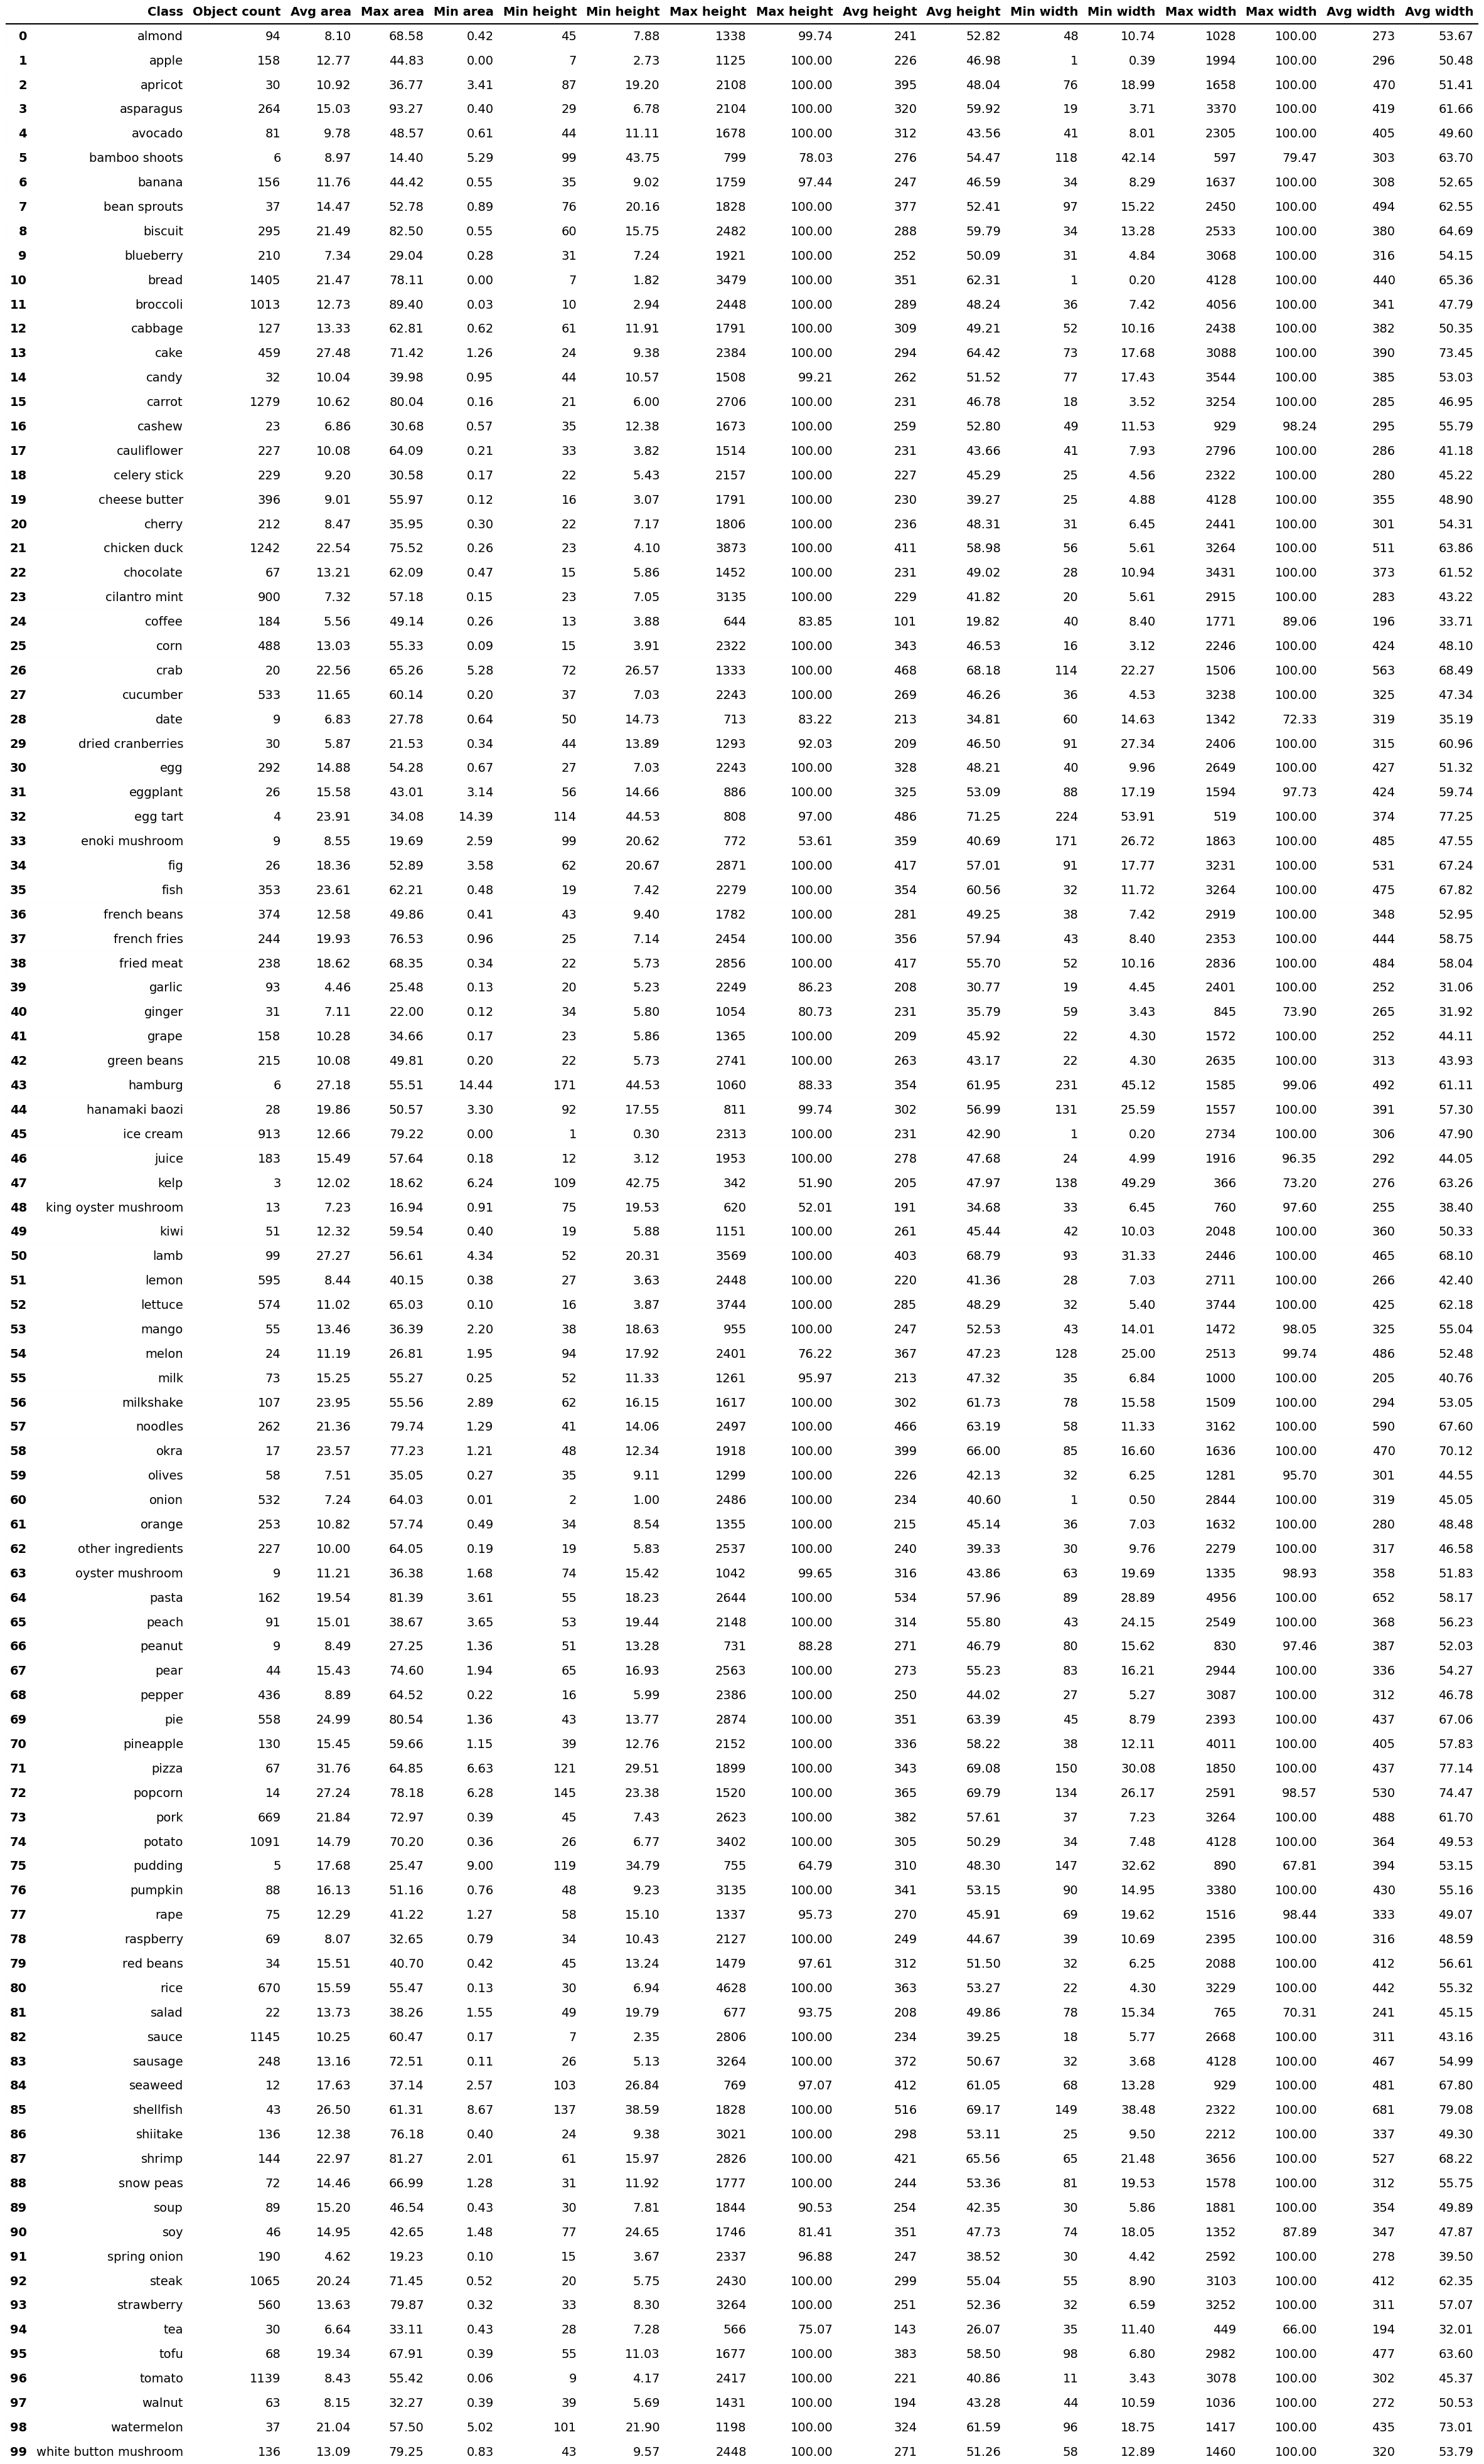 Class Object count Avg area Max area Min area Min height Min height Max height Max height Avg height Avg height Min width Min width Max width Max width Avg width Avg width
0 almond 94 8.10 68.58 0.42 45 7.88 1338 99.74 241 52.82 48 10.74 1028 100.00 273 53.67
1 apple 158 12.77 44.83 0.00 7 2.73 1125 100.00 226 46.98 1 0.39 1994 100.00 296 50.48
2 apricot 30 10.92 36.77 3.41 87 19.20 2108 100.00 395 48.04 76 18.99 1658 100.00 470 51.41
3 asparagus 264 15.03 93.27 0.40 29 6.78 2104 100.00 320 59.92 19 3.71 3370 100.00 419 61.66
4 avocado 81 9.78 48.57 0.61 44 11.11 1678 100.00 312 43.56 41 8.01 2305 100.00 405 49.60
5 bamboo shoots 6 8.97 14.40 5.29 99 43.75 799 78.03 276 54.47 118 42.14 597 79.47 303 63.70
6 banana 156 11.76 44.42 0.55 35 9.02 1759 97.44 247 46.59 34 8.29 1637 100.00 308 52.65
7 bean sprouts 37 14.47 52.78 0.89 76 20.16 1828 100.00 377 52.41 97 15.22 2450 100.00 494 62.55
8 biscuit 295 21.49 82.50 0.55 60 15.75 2482 100.00 288 59.79 34 13.28 2533 100.00 380 64.69
9 blueberry 210 7.34 29.04 0.28 31 7.24 1921 100.00 252 50.09 31 4.84 3068 100.00 316 54.15
10 bread 1405 21.47 78.11 0.00 7 1.82 3479 100.00 351 62.31 1 0.20 4128 100.00 440 65.36
11 broccoli 1013 12.73 89.40 0.03 10 2.94 2448 100.00 289 48.24 36 7.42 4056 100.00 341 47.79
12 cabbage 127 13.33 62.81 0.62 61 11.91 1791 100.00 309 49.21 52 10.16 2438 100.00 382 50.35
13 cake 459 27.48 71.42 1.26 24 9.38 2384 100.00 294 64.42 73 17.68 3088 100.00 390 73.45
14 candy 32 10.04 39.98 0.95 44 10.57 1508 99.21 262 51.52 77 17.43 3544 100.00 385 53.03
15 carrot 1279 10.62 80.04 0.16 21 6.00 2706 100.00 231 46.78 18 3.52 3254 100.00 285 46.95
16 cashew 23 6.86 30.68 0.57 35 12.38 1673 100.00 259 52.80 49 11.53 929 98.24 295 55.79
17 cauliflower 227 10.08 64.09 0.21 33 3.82 1514 100.00 231 43.66 41 7.93 2796 100.00 286 41.18
18 celery stick 229 9.20 30.58 0.17 22 5.43 2157 100.00 227 45.29 25 4.56 2322 100.00 280 45.22
19 cheese butter 396 9.01 55.97 0.12 16 3.07 1791 100.00 230 39.27 25 4.88 4128 100.00 355 48.90
20 cherry 212 8.47 35.95 0.30 22 7.17 1806 100.00 236 48.31 31 6.45 2441 100.00 301 54.31
21 chicken duck 1242 22.54 75.52 0.26 23 4.10 3873 100.00 411 58.98 56 5.61 3264 100.00 511 63.86
22 chocolate 67 13.21 62.09 0.47 15 5.86 1452 100.00 231 49.02 28 10.94 3431 100.00 373 61.52
23 cilantro mint 900 7.32 57.18 0.15 23 7.05 3135 100.00 229 41.82 20 5.61 2915 100.00 283 43.22
24 coffee 184 5.56 49.14 0.26 13 3.88 644 83.85 101 19.82 40 8.40 1771 89.06 196 33.71
25 corn 488 13.03 55.33 0.09 15 3.91 2322 100.00 343 46.53 16 3.12 2246 100.00 424 48.10
26 crab 20 22.56 65.26 5.28 72 26.57 1333 100.00 468 68.18 114 22.27 1506 100.00 563 68.49
27 cucumber 533 11.65 60.14 0.20 37 7.03 2243 100.00 269 46.26 36 4.53 3238 100.00 325 47.34
28 date 9 6.83 27.78 0.64 50 14.73 713 83.22 213 34.81 60 14.63 1342 72.33 319 35.19
29 dried cranberries 30 5.87 21.53 0.34 44 13.89 1293 92.03 209 46.50 91 27.34 2406 100.00 315 60.96
30 egg 292 14.88 54.28 0.67 27 7.03 2243 100.00 328 48.21 40 9.96 2649 100.00 427 51.32
31 eggplant 26 15.58 43.01 3.14 56 14.66 886 100.00 325 53.09 88 17.19 1594 97.73 424 59.74
32 egg tart 4 23.91 34.08 14.39 114 44.53 808 97.00 486 71.25 224 53.91 519 100.00 374 77.25
33 enoki mushroom 9 8.55 19.69 2.59 99 20.62 772 53.61 359 40.69 171 26.72 1863 100.00 485 47.55
34 fig 26 18.36 52.89 3.58 62 20.67 2871 100.00 417 57.01 91 17.77 3231 100.00 531 67.24
35 fish 353 23.61 62.21 0.48 19 7.42 2279 100.00 354 60.56 32 11.72 3264 100.00 475 67.82
36 french beans 374 12.58 49.86 0.41 43 9.40 1782 100.00 281 49.25 38 7.42 2919 100.00 348 52.95
37 french fries 244 19.93 76.53 0.96 25 7.14 2454 100.00 356 57.94 43 8.40 2353 100.00 444 58.75
38 fried meat 238 18.62 68.35 0.34 22 5.73 2856 100.00 417 55.70 52 10.16 2836 100.00 484 58.04
39 garlic 93 4.46 25.48 0.13 20 5.23 2249 86.23 208 30.77 19 4.45 2401 100.00 252 31.06
40 ginger 31 7.11 22.00 0.12 34 5.80 1054 80.73 231 35.79 59 3.43 845 73.90 265 31.92
41 grape 158 10.28 34.66 0.17 23 5.86 1365 100.00 209 45.92 22 4.30 1572 100.00 252 44.11
42 green beans 215 10.08 49.81 0.20 22 5.73 2741 100.00 263 43.17 22 4.30 2635 100.00 313 43.93
43 hamburg 6 27.18 55.51 14.44 171 44.53 1060 88.33 354 61.95 231 45.12 1585 99.06 492 61.11
44 hanamaki baozi 28 19.86 50.57 3.30 92 17.55 811 99.74 302 56.99 131 25.59 1557 100.00 391 57.30
45 ice cream 913 12.66 79.22 0.00 1 0.30 2313 100.00 231 42.90 1 0.20 2734 100.00 306 47.90
46 juice 183 15.49 57.64 0.18 12 3.12 1953 100.00 278 47.68 24 4.99 1916 96.35 292 44.05
47 kelp 3 12.02 18.62 6.24 109 42.75 342 51.90 205 47.97 138 49.29 366 73.20 276 63.26
48 king oyster mushroom 13 7.23 16.94 0.91 75 19.53 620 52.01 191 34.68 33 6.45 760 97.60 255 38.40
49 kiwi 51 12.32 59.54 0.40 19 5.88 1151 100.00 261 45.44 42 10.03 2048 100.00 360 50.33
50 lamb 99 27.27 56.61 4.34 52 20.31 3569 100.00 403 68.79 93 31.33 2446 100.00 465 68.10
51 lemon 595 8.44 40.15 0.38 27 3.63 2448 100.00 220 41.36 28 7.03 2711 100.00 266 42.40
52 lettuce 574 11.02 65.03 0.10 16 3.87 3744 100.00 285 48.29 32 5.40 3744 100.00 425 62.18
53 mango 55 13.46 36.39 2.20 38 18.63 955 100.00 247 52.53 43 14.01 1472 98.05 325 55.04
54 melon 24 11.19 26.81 1.95 94 17.92 2401 76.22 367 47.23 128 25.00 2513 99.74 486 52.48
55 milk 73 15.25 55.27 0.25 52 11.33 1261 95.97 213 47.32 35 6.84 1000 100.00 205 40.76
56 milkshake 107 23.95 55.56 2.89 62 16.15 1617 100.00 302 61.73 78 15.58 1509 100.00 294 53.05
57 noodles 262 21.36 79.74 1.29 41 14.06 2497 100.00 466 63.19 58 11.33 3162 100.00 590 67.60
58 okra 17 23.57 77.23 1.21 48 12.34 1918 100.00 399 66.00 85 16.60 1636 100.00 470 70.12
59 olives 58 7.51 35.05 0.27 35 9.11 1299 100.00 226 42.13 32 6.25 1281 95.70 301 44.55
60 onion 532 7.24 64.03 0.01 2 1.00 2486 100.00 234 40.60 1 0.50 2844 100.00 319 45.05
61 orange 253 10.82 57.74 0.49 34 8.54 1355 100.00 215 45.14 36 7.03 1632 100.00 280 48.48
62 other ingredients 227 10.00 64.05 0.19 19 5.83 2537 100.00 240 39.33 30 9.76 2279 100.00 317 46.58
63 oyster mushroom 9 11.21 36.38 1.68 74 15.42 1042 99.65 316 43.86 63 19.69 1335 98.93 358 51.83
64 pasta 162 19.54 81.39 3.61 55 18.23 2644 100.00 534 57.96 89 28.89 4956 100.00 652 58.17
65 peach 91 15.01 38.67 3.65 53 19.44 2148 100.00 314 55.80 43 24.15 2549 100.00 368 56.23
66 peanut 9 8.49 27.25 1.36 51 13.28 731 88.28 271 46.79 80 15.62 830 97.46 387 52.03
67 pear 44 15.43 74.60 1.94 65 16.93 2563 100.00 273 55.23 83 16.21 2944 100.00 336 54.27
68 pepper 436 8.89 64.52 0.22 16 5.99 2386 100.00 250 44.02 27 5.27 3087 100.00 312 46.78
69 pie 558 24.99 80.54 1.36 43 13.77 2874 100.00 351 63.39 45 8.79 2393 100.00 437 67.06
70 pineapple 130 15.45 59.66 1.15 39 12.76 2152 100.00 336 58.22 38 12.11 4011 100.00 405 57.83
71 pizza 67 31.76 64.85 6.63 121 29.51 1899 100.00 343 69.08 150 30.08 1850 100.00 437 77.14
72 popcorn 14 27.24 78.18 6.28 145 23.38 1520 100.00 365 69.79 134 26.17 2591 98.57 530 74.47
73 pork 669 21.84 72.97 0.39 45 7.43 2623 100.00 382 57.61 37 7.23 3264 100.00 488 61.70
74 potato 1091 14.79 70.20 0.36 26 6.77 3402 100.00 305 50.29 34 7.48 4128 100.00 364 49.53
75 pudding 5 17.68 25.47 9.00 119 34.79 755 64.79 310 48.30 147 32.62 890 67.81 394 53.15
76 pumpkin 88 16.13 51.16 0.76 48 9.23 3135 100.00 341 53.15 90 14.95 3380 100.00 430 55.16
77 rape 75 12.29 41.22 1.27 58 15.10 1337 95.73 270 45.91 69 19.62 1516 98.44 333 49.07
78 raspberry 69 8.07 32.65 0.79 34 10.43 2127 100.00 249 44.67 39 10.69 2395 100.00 316 48.59
79 red beans 34 15.51 40.70 0.42 45 13.24 1479 97.61 312 51.50 32 6.25 2088 100.00 412 56.61
80 rice 670 15.59 55.47 0.13 30 6.94 4628 100.00 363 53.27 22 4.30 3229 100.00 442 55.32
81 salad 22 13.73 38.26 1.55 49 19.79 677 93.75 208 49.86 78 15.34 765 70.31 241 45.15
82 sauce 1145 10.25 60.47 0.17 7 2.35 2806 100.00 234 39.25 18 5.77 2668 100.00 311 43.16
83 sausage 248 13.16 72.51 0.11 26 5.13 3264 100.00 372 50.67 32 3.68 4128 100.00 467 54.99
84 seaweed 12 17.63 37.14 2.57 103 26.84 769 97.07 412 61.05 68 13.28 929 100.00 481 67.80
85 shellfish 43 26.50 61.31 8.67 137 38.59 1828 100.00 516 69.17 149 38.48 2322 100.00 681 79.08
86 shiitake 136 12.38 76.18 0.40 24 9.38 3021 100.00 298 53.11 25 9.50 2212 100.00 337 49.30
87 shrimp 144 22.97 81.27 2.01 61 15.97 2826 100.00 421 65.56 65 21.48 3656 100.00 527 68.22
88 snow peas 72 14.46 66.99 1.28 31 11.92 1777 100.00 244 53.36 81 19.53 1578 100.00 312 55.75
89 soup 89 15.20 46.54 0.43 30 7.81 1844 90.53 254 42.35 30 5.86 1881 100.00 354 49.89
90 soy 46 14.95 42.65 1.48 77 24.65 1746 81.41 351 47.73 74 18.05 1352 87.89 347 47.87
91 spring onion 190 4.62 19.23 0.10 15 3.67 2337 96.88 247 38.52 30 4.42 2592 100.00 278 39.50
92 steak 1065 20.24 71.45 0.52 20 5.75 2430 100.00 299 55.04 55 8.90 3103 100.00 412 62.35
93 strawberry 560 13.63 79.87 0.32 33 8.30 3264 100.00 251 52.36 32 6.59 3252 100.00 311 57.07
94 tea 30 6.64 33.11 0.43 28 7.28 566 75.07 143 26.07 35 11.40 449 66.00 194 32.01
95 tofu 68 19.34 67.91 0.39 55 11.03 1677 100.00 383 58.50 98 6.80 2982 100.00 477 63.60
96 tomato 1139 8.43 55.42 0.06 9 4.17 2417 100.00 221 40.86 11 3.43 3078 100.00 302 45.37
97 walnut 63 8.15 32.27 0.39 39 5.69 1431 100.00 194 43.28 44 10.59 1036 100.00 272 50.53
98 watermelon 37 21.04 57.50 5.02 101 21.90 1198 100.00 324 61.59 96 18.75 1417 100.00 435 73.01
99 white button mushroom 136 13.09 79.25 0.83 43 9.57 2448 100.00 271 51.26 58 12.89 1460 100.00 320 53.79